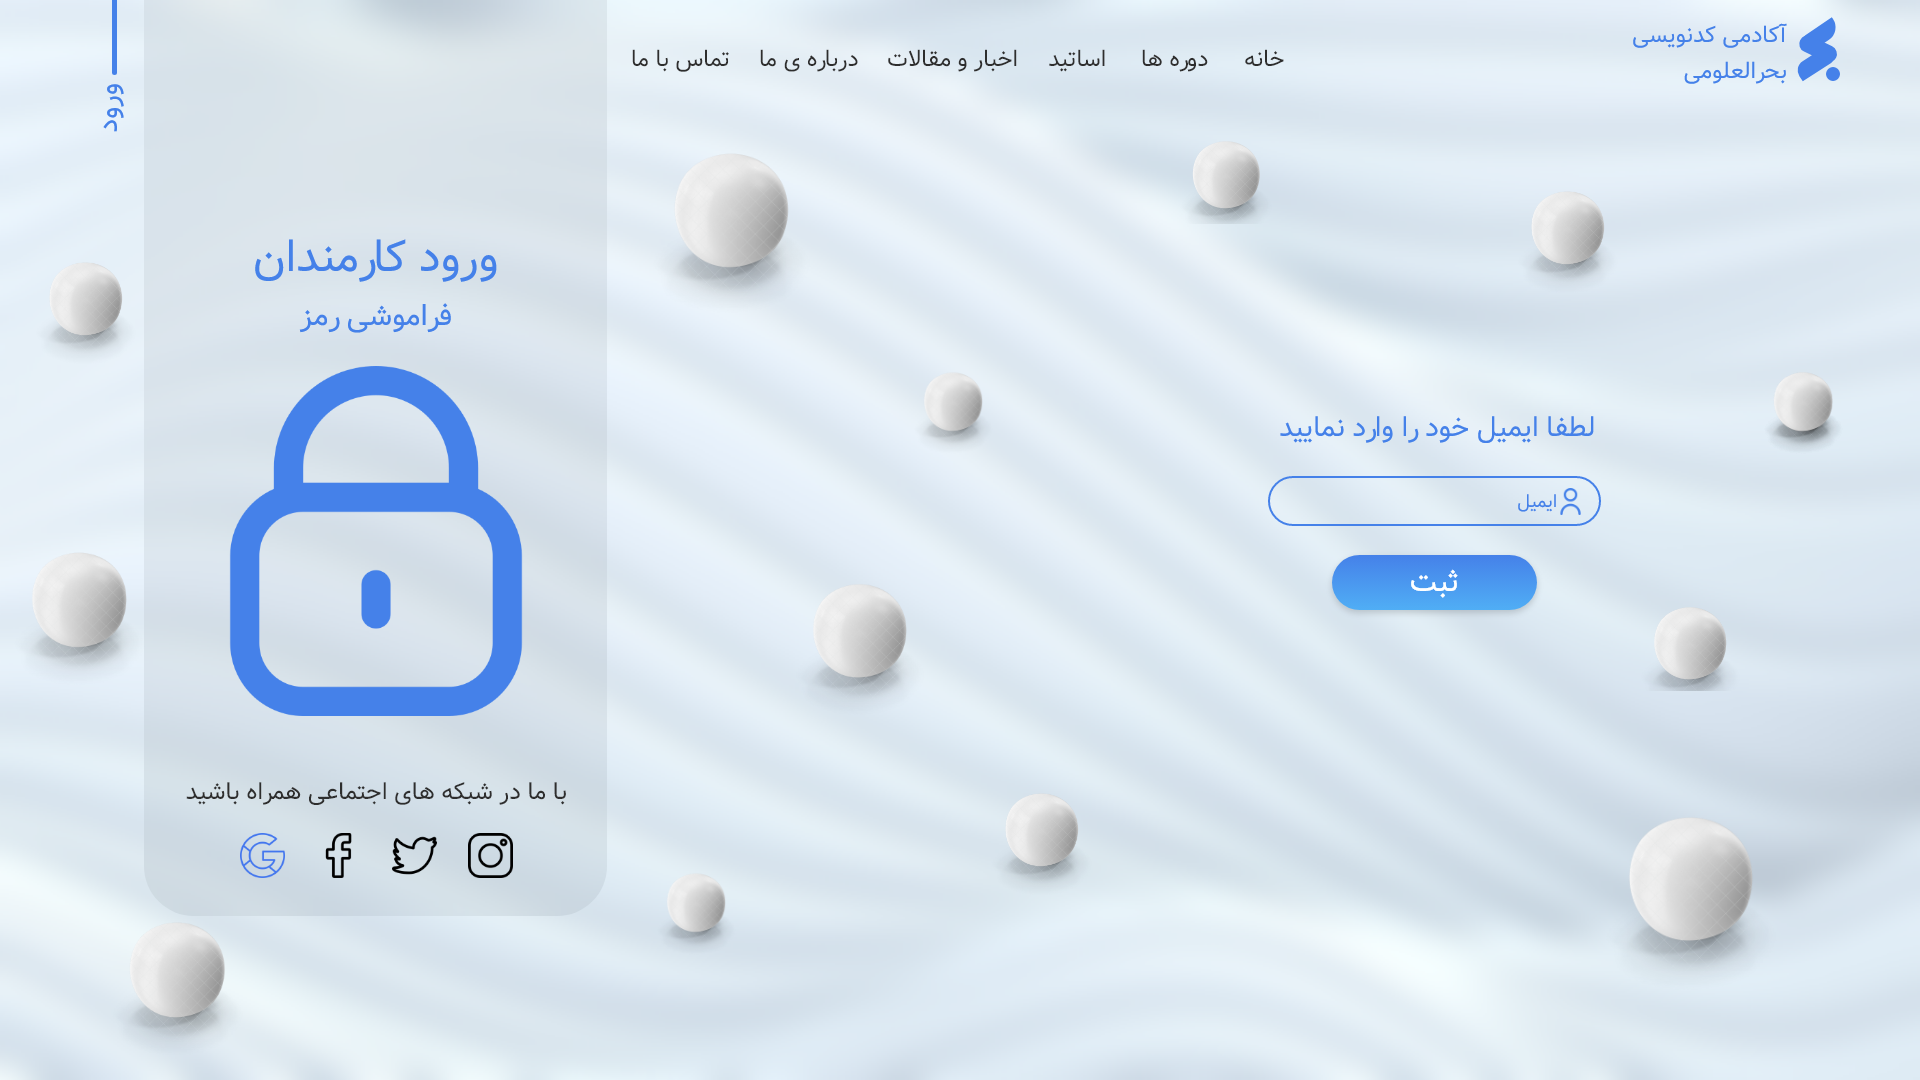 آکادمی کدنویسی
بحرالعلومی
خانه
دوره ها
اساتید
اخبار و مقالات
درباره ی ما
تماس با ما
ورود
لطفا ایمیل خود را وارد نمایید
ایمیل
ثبت
ورود کارمندان
فراموشی رمز
با ما در شبکه های اجتماعی همراه باشید